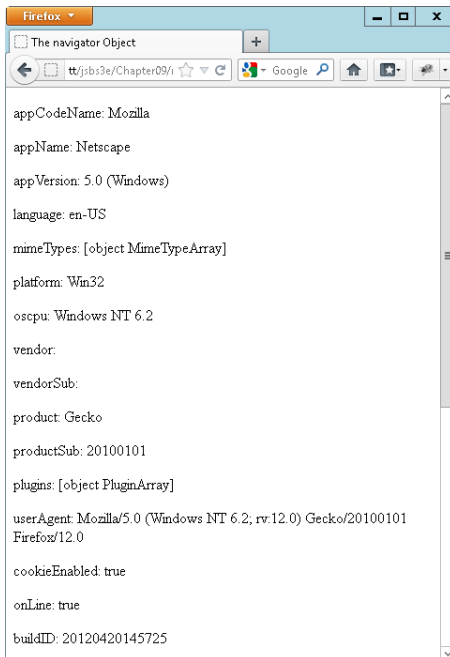 Firefox
The navigator Object
tt/jsbs3e/Chapter09/
Google
appCodeName: Mozilla
appName: Netscape
appVersion: 5.0 (Windows)
language: en-US
mimeTypes: [object MimeTypeArray]
platform: Win32
oscpu: Windows NT 6.2
vendor:
vendorSub:
product: Gecko
productSub: 20100101
plugins: [object PluginArray]
userAgent: Mozilla/5.0 (Windows NT 6.2; rv:12.0) Gecko/20100101
Firefox/12.0
cookieEnabled: true
onLine: true
buildID: 20120420145725